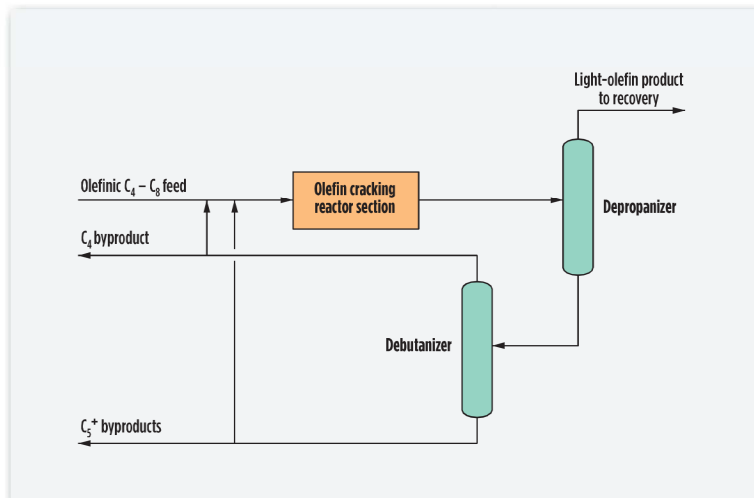 Light-olefin product
to recovery
Olefinic C₄ – C₈ feed
Olefin cracking
reactor section
Depropanizer
C₄ byproduct
Debutanizer
C₅⁺ byproducts